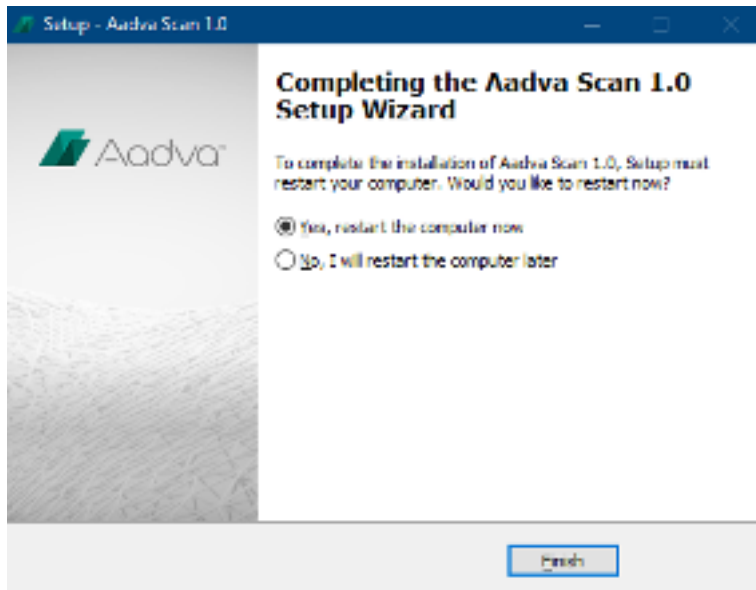 Setup - Aadva Scan 1.0
Aadva™
Completing the Aadva Scan 1.0
Setup Wizard
To complete the installation of Aadva Scan 1.0, Setup must
restart your computer. Would you like to restart now?
Yes, restart the computer now
No, I will restart the computer later
Finish